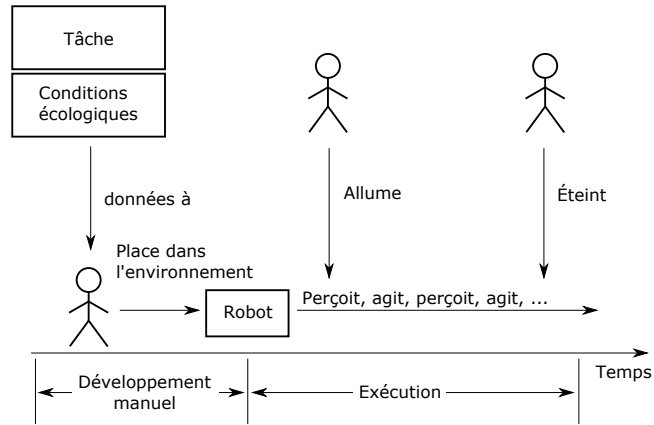 Tâche
Conditions
écologiques
données à
Allume
Éteint
Place dans
l'environnement
Robot
Perçoit, agit, perçoit, agit, ...
Temps
Développement
manuel
Exécution